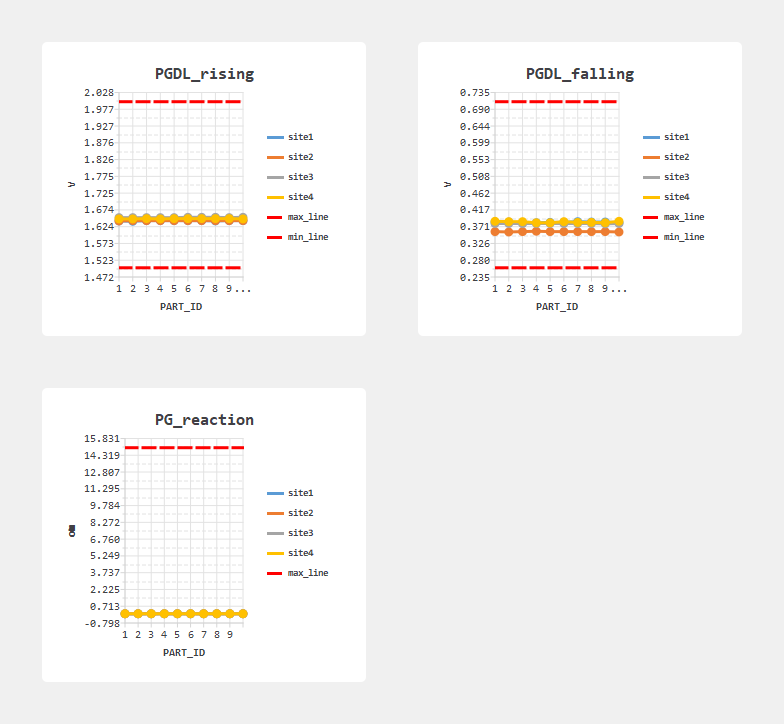 PGDL_rising
2.028
1.977
1.927
1.876
1.826
1.775
1.725
1.674
1.624
1.573
1.523
1.472
1 2 3 4 5 6 7 8 9...
PART_ID
site1
site2
site3
site4
max_line
min_line
PGDL_falling
0.735
0.690
0.644
0.599
0.553
0.508
0.462
0.417
0.371
0.326
0.280
0.235
1 2 3 4 5 6 7 8 9...
PART_ID
site1
site2
site3
site4
max_line
min_line
PG_reaction
15.831
14.319
12.807
11.295
9.784
8.272
6.760
5.249
3.737
2.225
0.713
-0.798
1 2 3 4 5 6 7 8 9
PART_ID
site1
site2
site3
site4
max_line